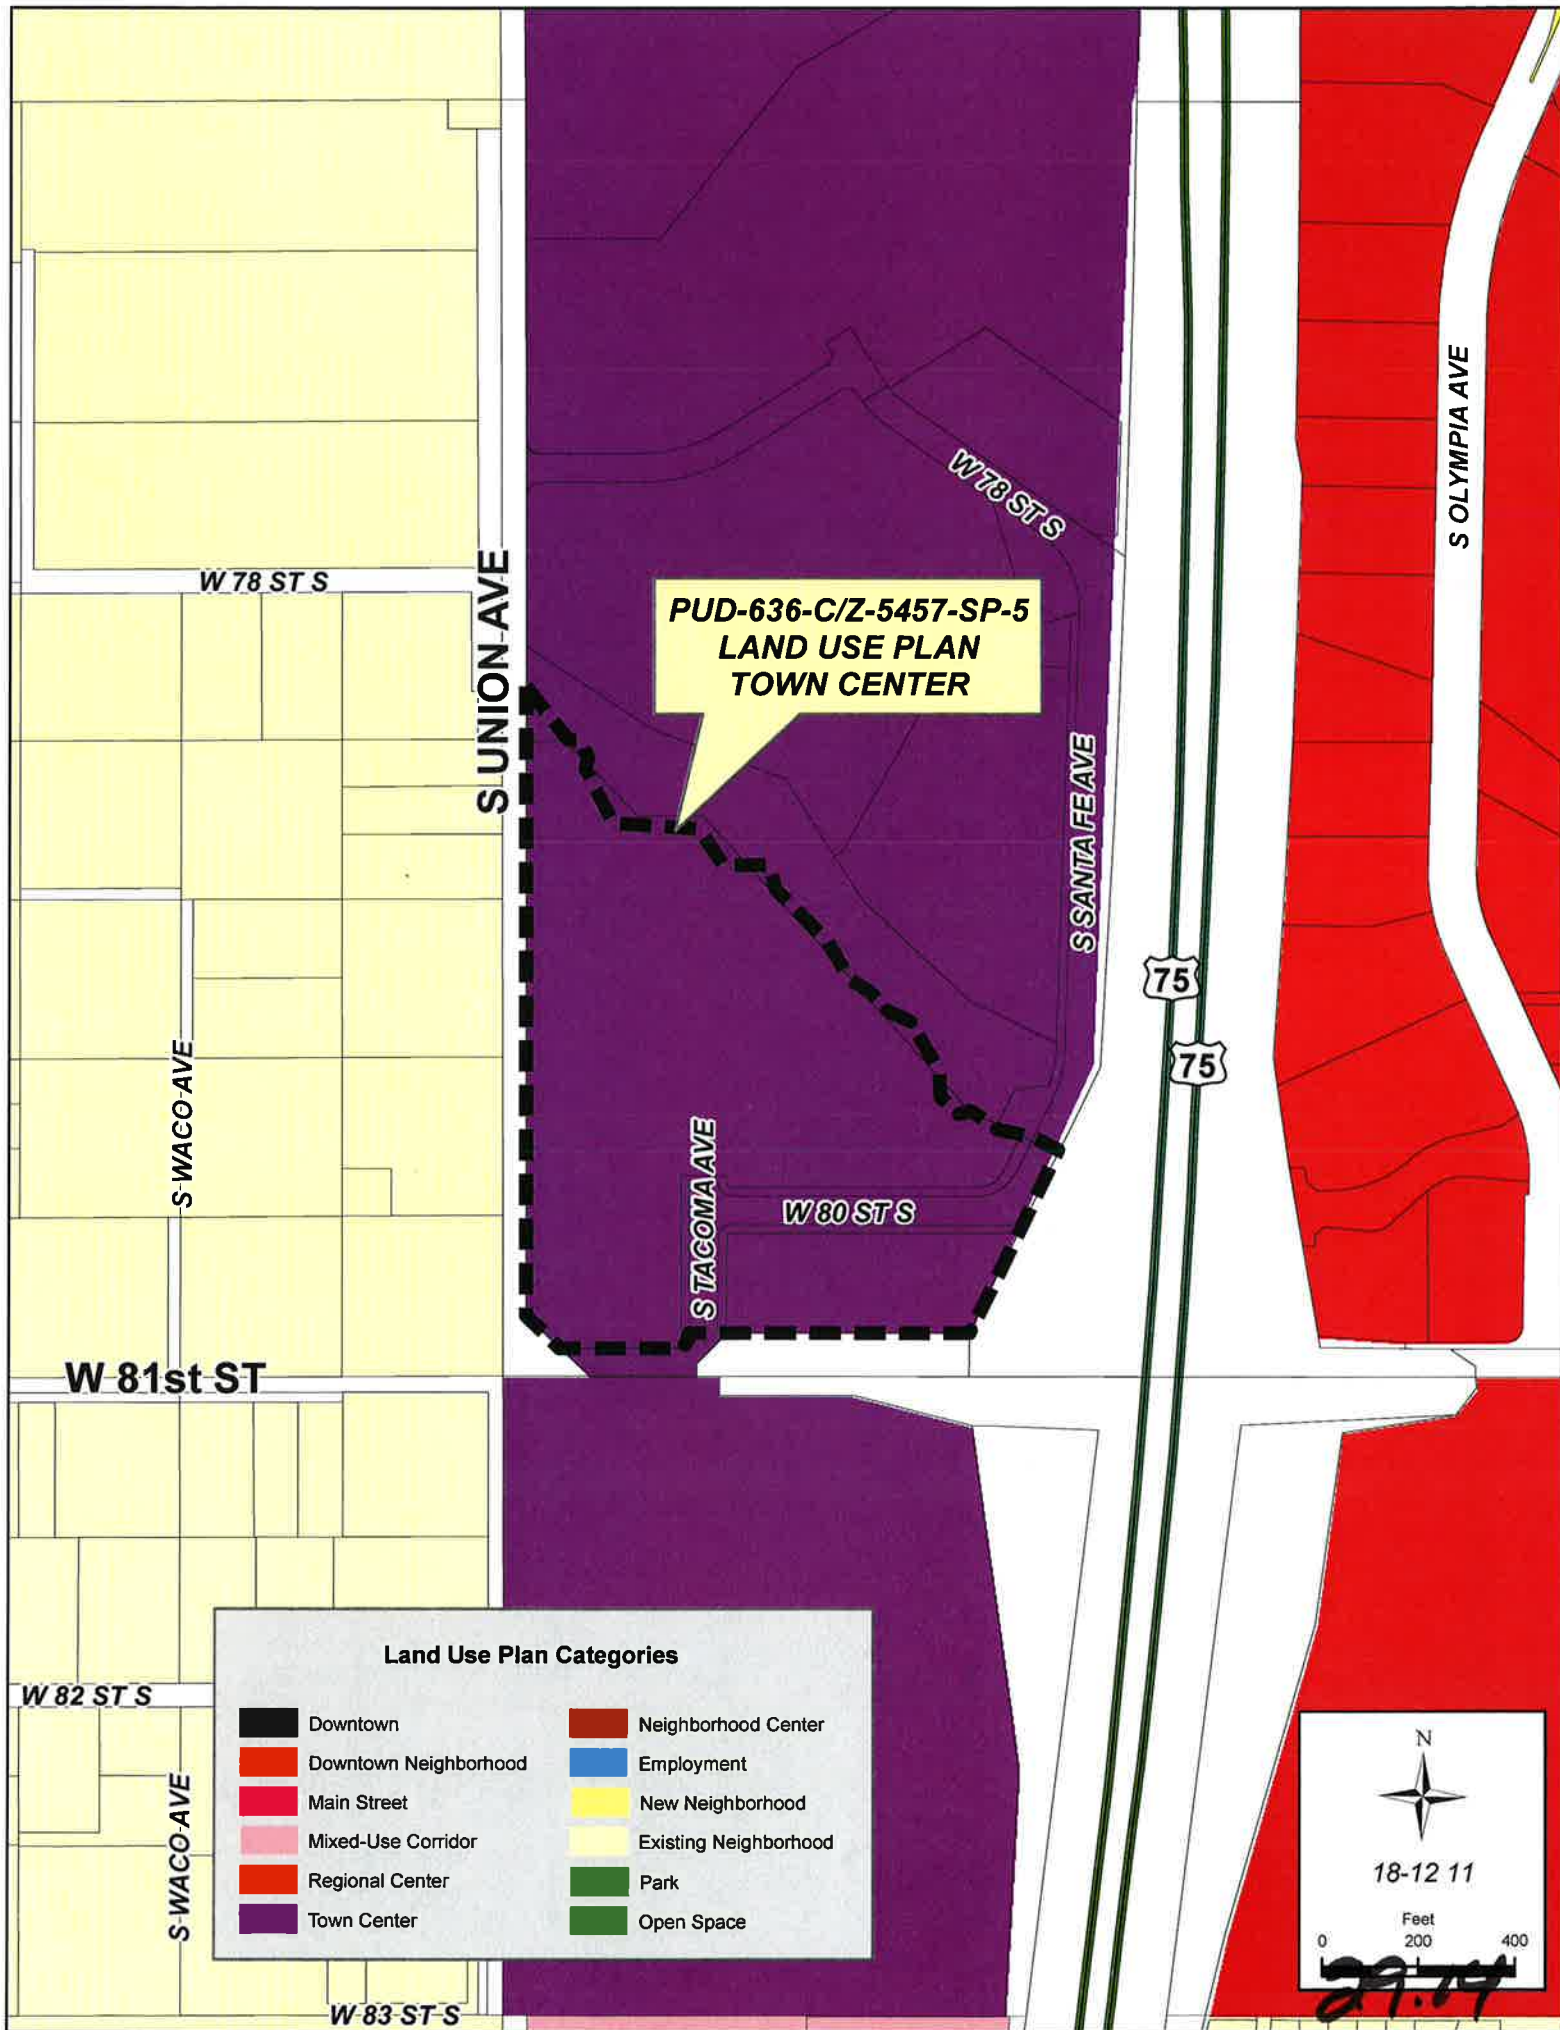 W 78 ST S
S UNION AVE
PUD-636-C/Z-5457-SP-5
LAND USE PLAN
TOWN CENTER
W 78 ST S
S OLYMPIA AVE
S SANTA FE AVE
75
75
S WACO AVE
S TACOMA AVE
W 80 ST S
W 81st ST
Land Use Plan Categories
Downtown
Downtown Neighborhood
Main Street
Mixed-Use Corridor
Regional Center
Town Center
Neighborhood Center
Employment
New Neighborhood
Existing Neighborhood
Park
Open Space
W 82 ST S
S WACO AVE
W 83 ST S
N
18-12 11
Feet
0 200 400
29.14